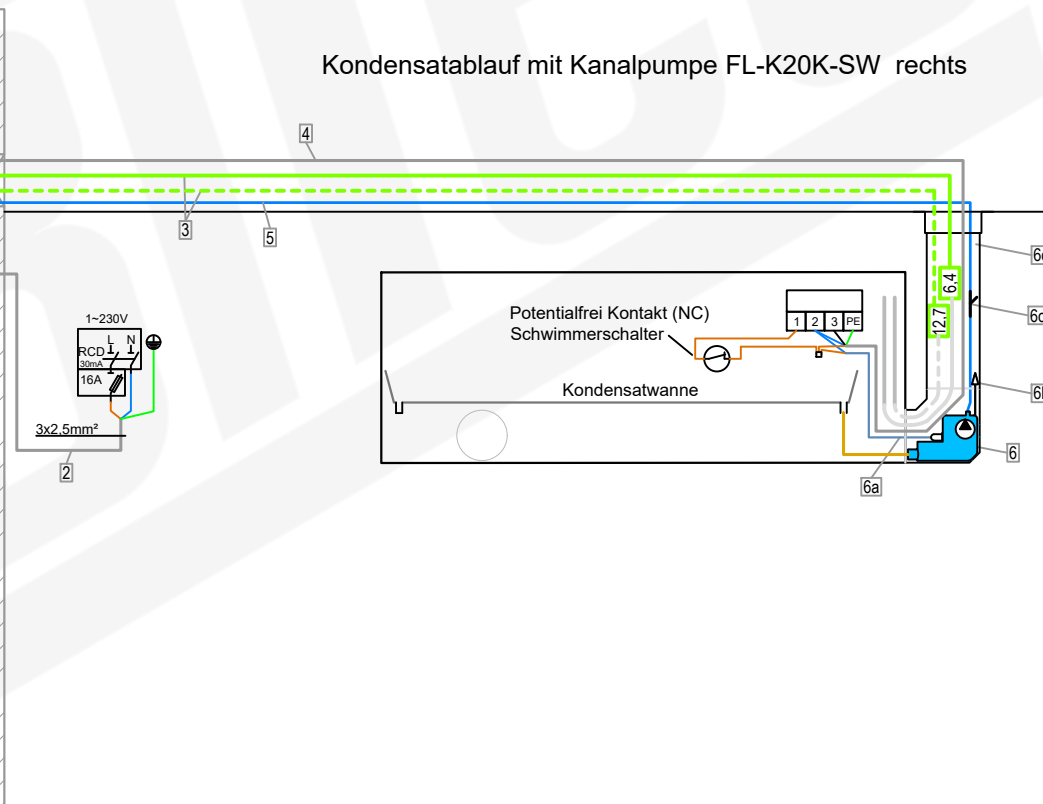 Kondensatablauf mit Kanalpumpe FL-K20K-SW rechts
4
3
5
1~230V
L N
RCD
30mA
16A
3x2,5mm²
2
Potentialfrei Kontakt (NC)
Schwimmerschalter
1 2 3 PE
Kondensatwanne
6,4
12,7
6
6a